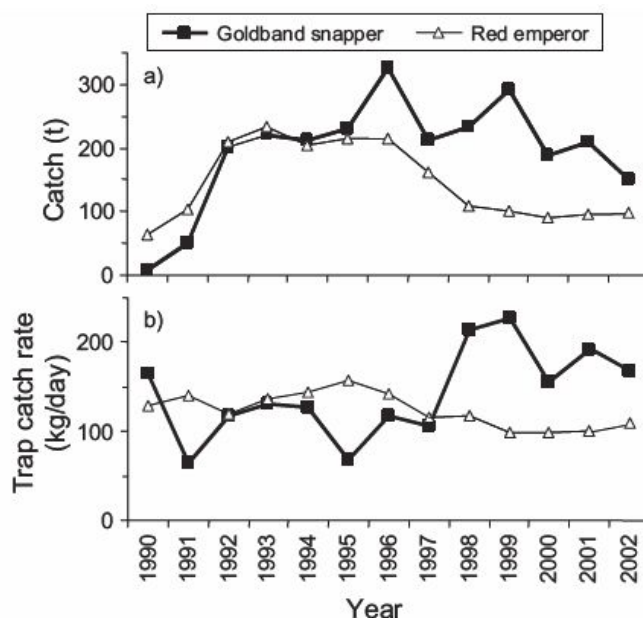 Goldband snapper Red emperor
a)
Catch (t)
300
200
100
0
b)
Trap catch rate
(kg/day)
200
100
0
1990 1991 1992 1993 1994 1995 1996 1997 1998 1999 2000 2001 2002
Year